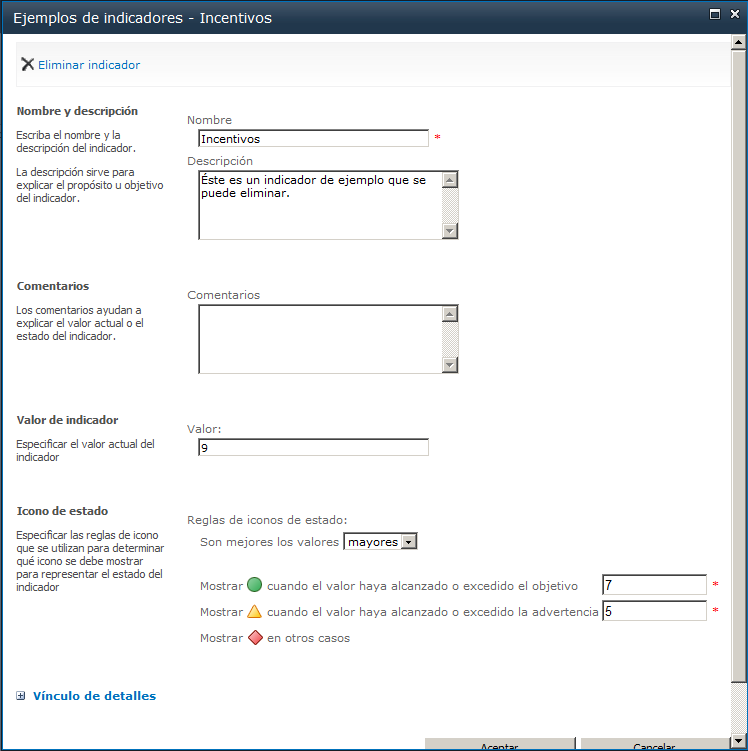 Ejemplos de indicadores - Incentivos
Eliminar indicador
Nombre y descripción
Escriba el nombre y la
descripción del indicador.
La descripción sirve para
explicar el propósito u objetivo
del indicador.
Nombre
Incentivos *
Descripción
Éste es un indicador de ejemplo que se
puede eliminar.
Comentarios
Los comentarios ayudan a
explicar el valor actual o el
estado del indicador.
Comentarios
Valor de indicador
Especificar el valor actual del
indicador
Valor:
9
Icono de estado
Especificar las reglas de icono
que se utilizan para determinar
qué icono se debe mostrar
para representar el estado del
indicador
Reglas de iconos de estado:
Son mejores los valores mayores
Mostrar cuando el valor haya alcanzado o excedido el objetivo 7 *
Mostrar cuando el valor haya alcanzado o excedido la advertencia 5 *
Mostrar en otros casos
Vínculo de detalles
Aceptar Cancelar